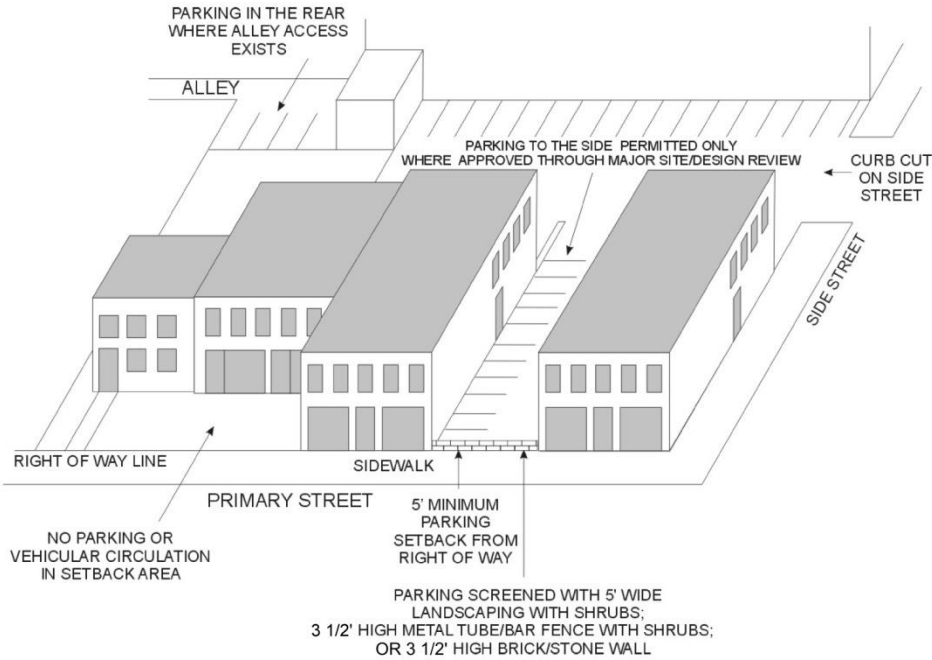 PARKING IN THE REAR
WHERE ALLEY ACCESS
EXISTS
ALLEY
PARKING TO THE SIDE PERMITTED ONLY
WHERE APPROVED THROUGH MAJOR SITE/DESIGN REVIEW
CURB CUT
ON SIDE
STREET
SIDE STREET
RIGHT OF WAY LINE
SIDEWALK
PRIMARY STREET
5' MINIMUM
PARKING
SETBACK FROM
RIGHT OF WAY
NO PARKING OR
VEHICULAR CIRCULATION
IN SETBACK AREA
PARKING SCREENED WITH 5' WIDE
LANDSCAPING WITH SHRUBS;
3 1/2' HIGH METAL TUBE/BAR FENCE WITH SHRUBS;
OR 3 1/2' HIGH BRICK/STONE WALL